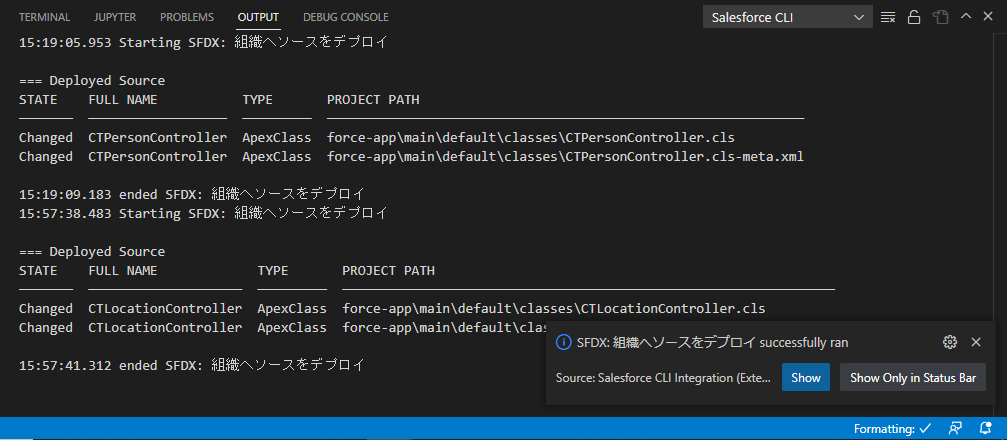 TERMINAL JUPYTER PROBLEMS OUTPUT DEBUG CONSOLE Salesforce CLI
15:19:05.953 Starting SFDX: 組織へソースをデプロイ
=== Deployed Source
STATE FULL NAME TYPE PROJECT PATH
Changed CTPersonController ApexClass force-app\main\default\classes\CTPersonController.cls
Changed CTPersonController ApexClass force-app\main\default\classes\CTPersonController.cls-meta.xml
15:19:09.183 ended SFDX: 組織へソースをデプロイ
15:57:38.483 Starting SFDX: 組織へソースをデプロイ
=== Deployed Source
STATE FULL NAME TYPE PROJECT PATH
Changed CTLocationController ApexClass force-app\main\default\classes\CTLocationController.cls
Changed CTLocationController ApexClass force-app\main\default\clas
15:57:41.312 ended SFDX: 組織へソースをデプロイ
SFDX: 組織へソースをデプロイ successfully ran
Source: Salesforce CLI Integration (Exte...
Show
Show Only in Status Bar
Formatting: ✓